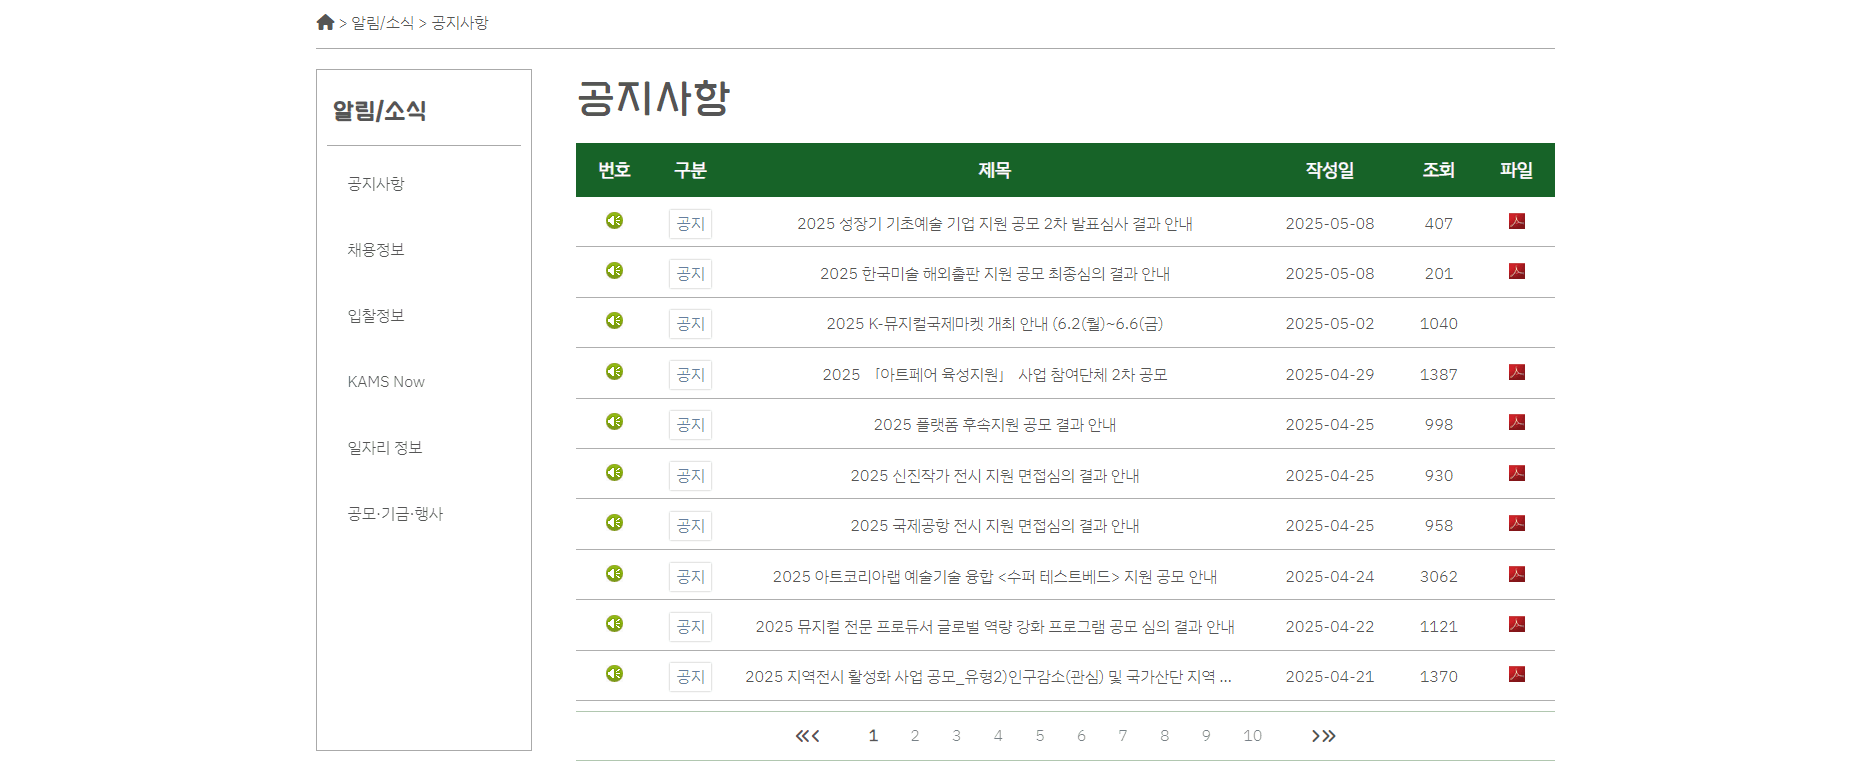 > 알림/소식 > 공지사항
알림/소식
공지사항
채용정보
입찰정보
KAMS Now
일자리 정보
공모·기금·행사
공지사항
번호 구분 제목 작성일 조회 파일
공지 2025 성장기 기초예술 기업 지원 공모 2차 발표심사 결과 안내 2025-05-08 407
공지 2025 한국미술 해외출판 지원 공모 최종심의 결과 안내 2025-05-08 201
공지 2025 K-뮤지컬국제마켓 개최 안내 (6.2(월)~6.6(금) 2025-05-02 1040
공지 2025 「아트페어 육성지원」 사업 참여단체 2차 공모 2025-04-29 1387
공지 2025 플랫폼 후속지원 공모 결과 안내 2025-04-25 998
공지 2025 신진작가 전시 지원 면접심의 결과 안내 2025-04-25 930
공지 2025 국제공항 전시 지원 면접심의 결과 안내 2025-04-25 958
공지 2025 아트코리아랩 예술기술 융합 <수퍼 테스트베드> 지원 공모 안내 2025-04-24 3062
공지 2025 뮤지컬 전문 프로듀서 글로벌 역량 강화 프로그램 공모 심의 결과 안내 2025-04-22 1121
공지 2025 지역전시 활성화 사업 공모_유형2)인구감소(관심) 및 국가산단 지역 ... 2025-04-21 1370
1 2 3 4 5 6 7 8 9 10